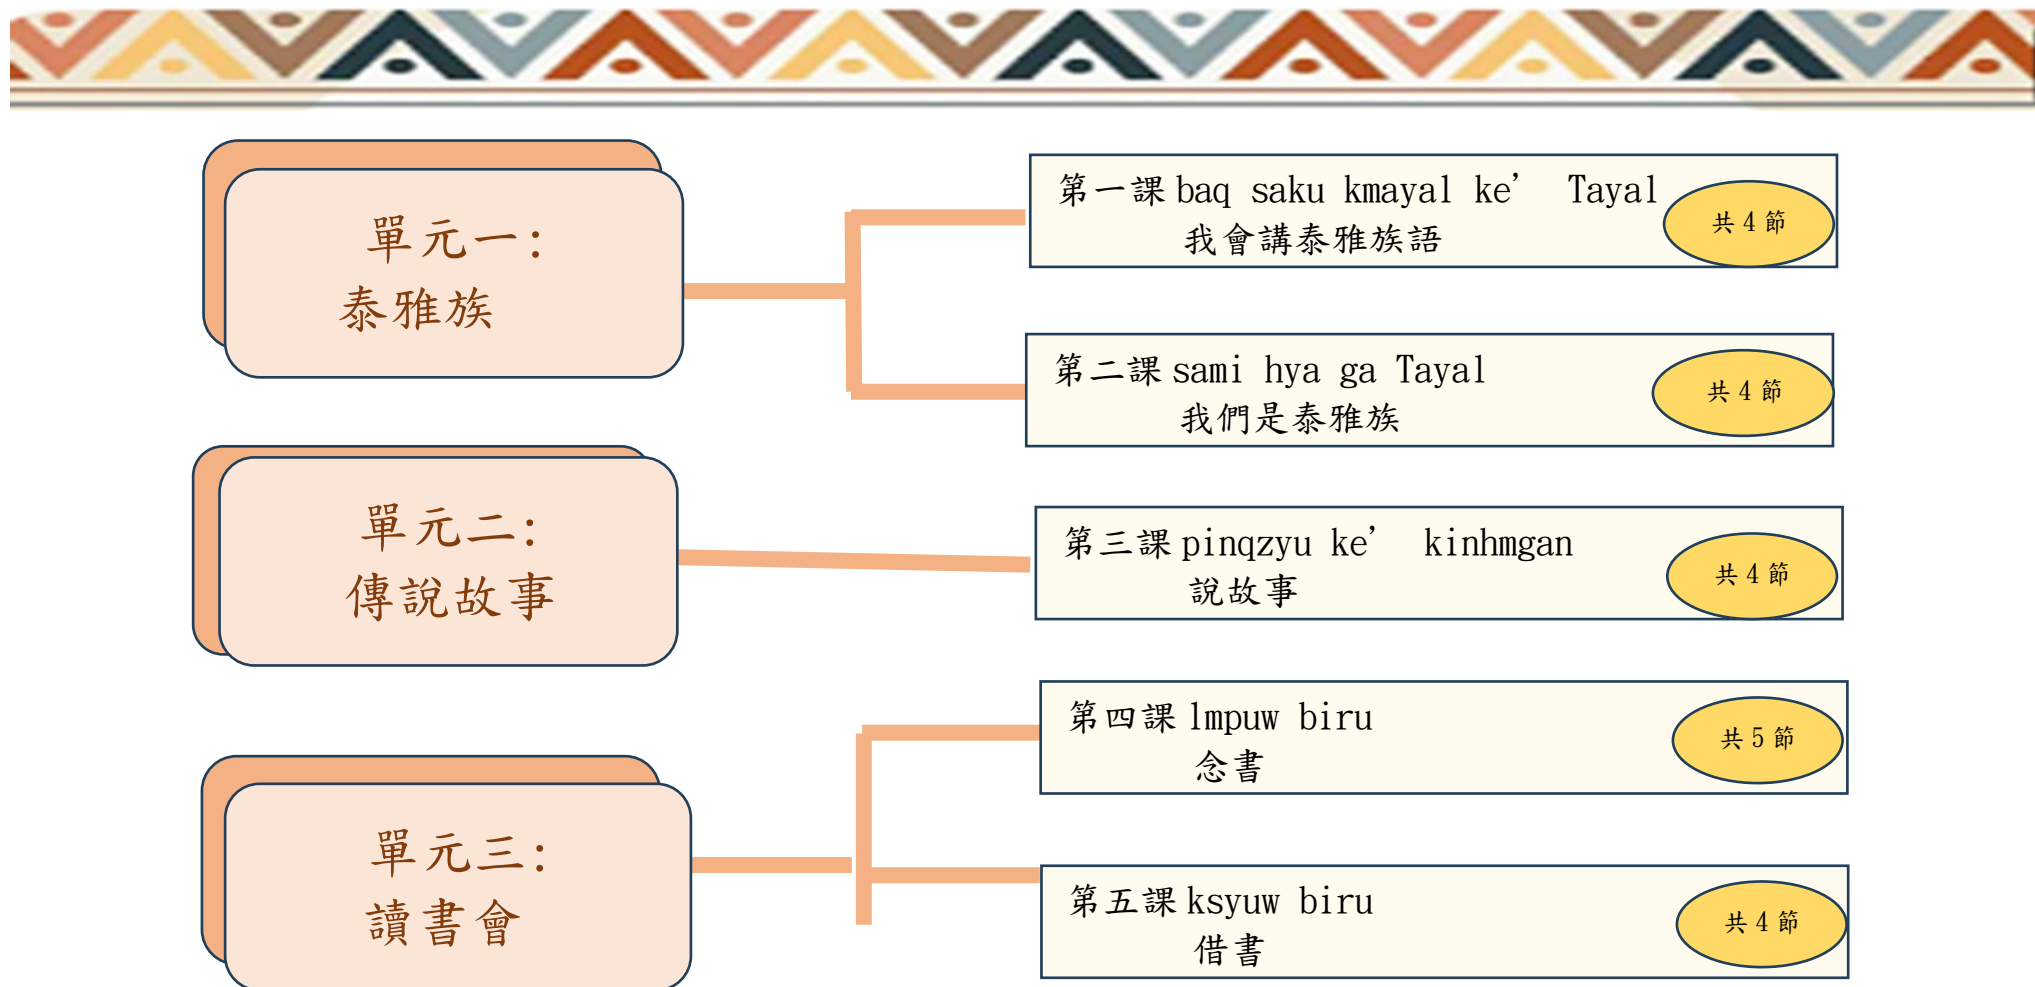 單元一:
泰雅族
第一課 baq saku kmayal ke’ Tayal
我會講泰雅族語
共 4 節
第二課 sami hya ga Tayal
我們是泰雅族
共 4 節
單元二:
傳說故事
第三課 pinqzyu ke’ kinhmgan
說故事
共 4 節
單元三:
讀書會
第四課 lmpuw biru
念書
共 5 節
第五課 ksyuw biru
借書
共 4 節